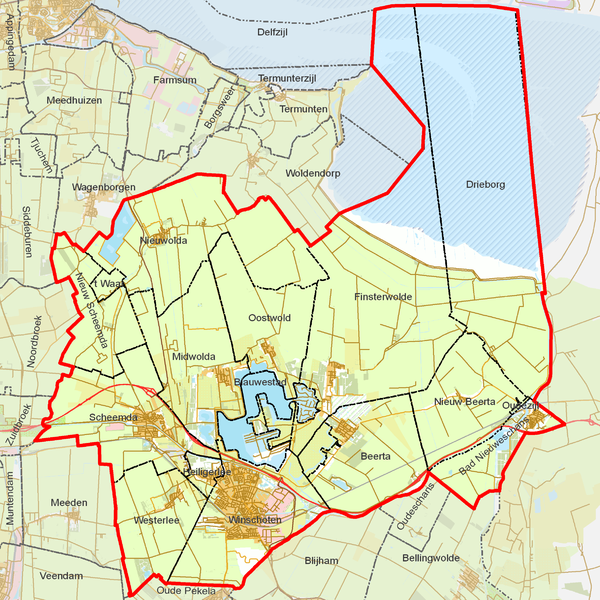 Appingedam
Delfzijl
Farmsum
Termunterzijl
Meedhuizen
Borgsweer
Termunten
Tjuchem
Woldendorp
Wagenborgen
Drieborg
Siddeburen
Nieuwolda
't Waar
Nieuw Scheemda
Finsterwolde
Oostwold
Noordbroek
Midwolda
Blauwestad
Zuidbroek
Scheemda
Nieuw Beerta
Oudezijl
Bad Nieuweschans
Beerta
Heiligerlee
Muntendam
Meeden
Westerlee
Winschoten
Oudeschans
Blijham
Bellingwolde
Veendam
Oude Pekela